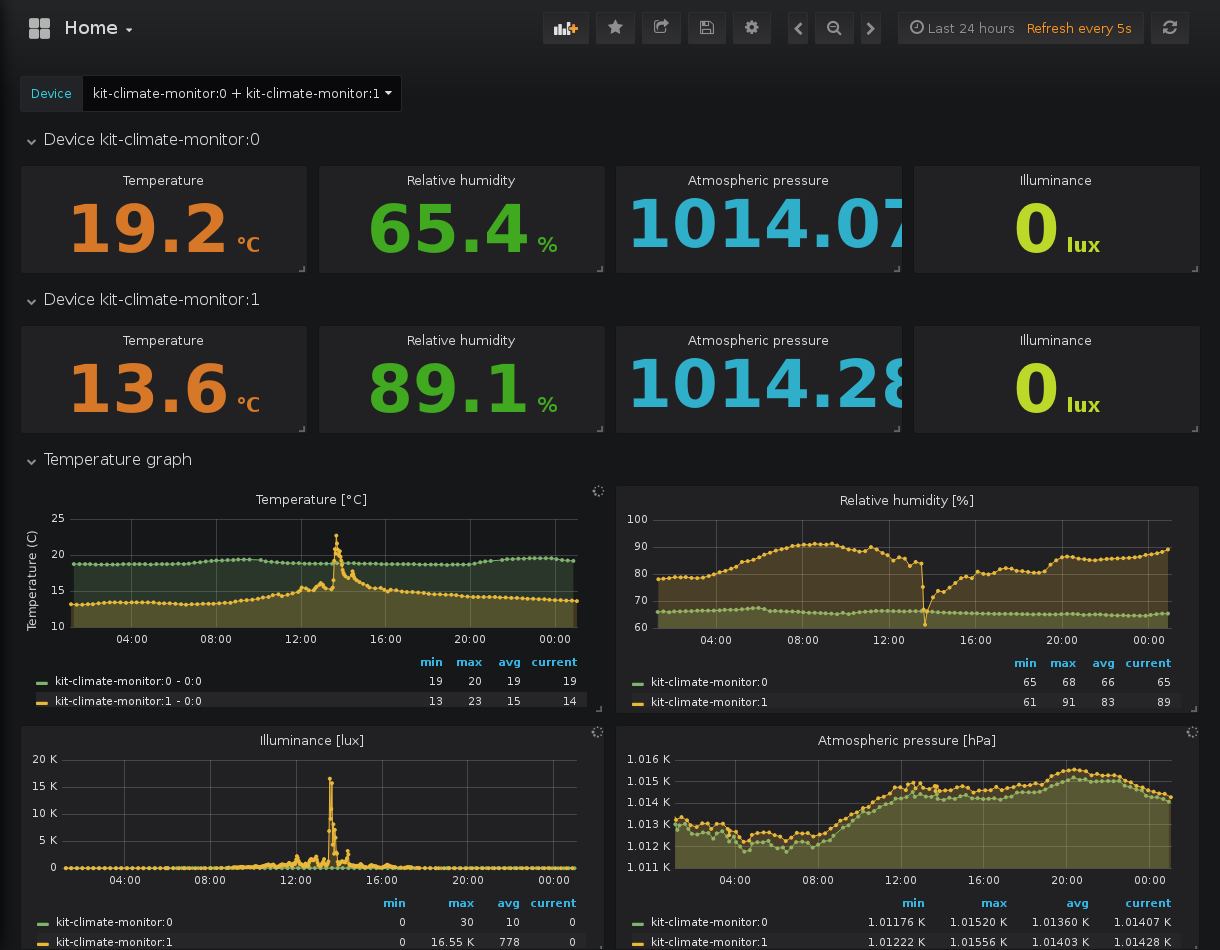 Home
Last 24 hours Refresh every 5s
Device kit-climate-monitor:0 + kit-climate-monitor:1
Device kit-climate-monitor:0
Temperature Relative humidity Atmospheric pressure Illuminance
19.2 °C 65.4 % 1014.07 0 lux
Device kit-climate-monitor:1
Temperature Relative humidity Atmospheric pressure Illuminance
13.6 °C 89.1 % 1014.28 0 lux
Temperature graph
Temperature [°C]
Temperature (C)
25
20
15
10
04:00 08:00 12:00 16:00 20:00 00:00
min max avg current
kit-climate-monitor:0 - 0:0 19 20 19 19
kit-climate-monitor:1 - 0:0 13 23 15 14
Relative humidity [%]
100
90
80
70
60
04:00 08:00 12:00 16:00 20:00 00:00
min max avg current
kit-climate-monitor:0 65 68 66 65
kit-climate-monitor:1 61 91 83 89
Illuminance [lux]
20 K
15 K
10 K
5 K
0
04:00 08:00 12:00 16:00 20:00 00:00
min max avg current
kit-climate-monitor:0 0 30 10 0
kit-climate-monitor:1 0 16.55 K 778 0
Atmospheric pressure [hPa]
1.016 K
1.015 K
1.014 K
1.013 K
1.012 K
1.011 K
04:00 08:00 12:00 16:00 20:00 00:00
min max avg current
kit-climate-monitor:0 1.01176 K 1.01520 K 1.01360 K 1.01407 K
kit-climate-monitor:1 1.01222 K 1.01556 K 1.01403 K 1.01428 K